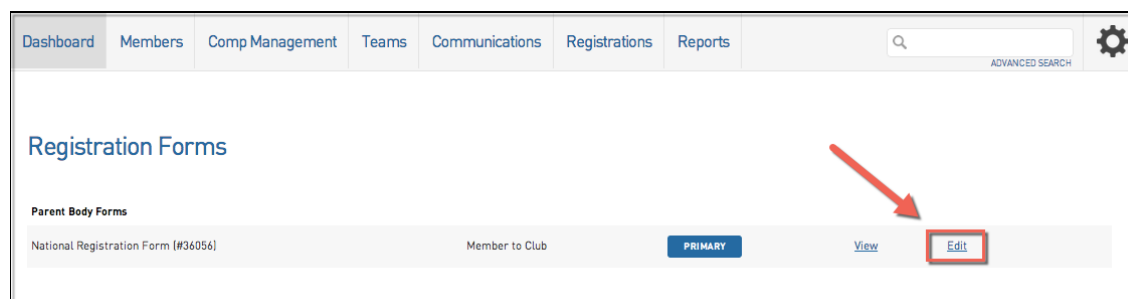 Dashboard Members Comp Management Teams Communications Registrations Reports
ADVANCED SEARCH
Registration Forms
Parent Body Forms
National Registration Form (#36056) Member to Club PRIMARY View Edit